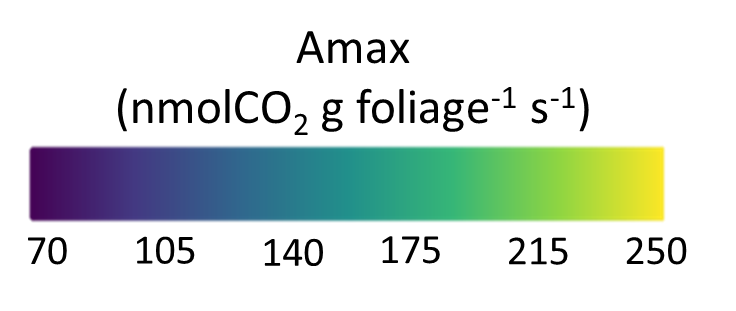 Amax
(nmolCO₂ g foliage⁻¹ s⁻¹)
70 105 140 175 215 250